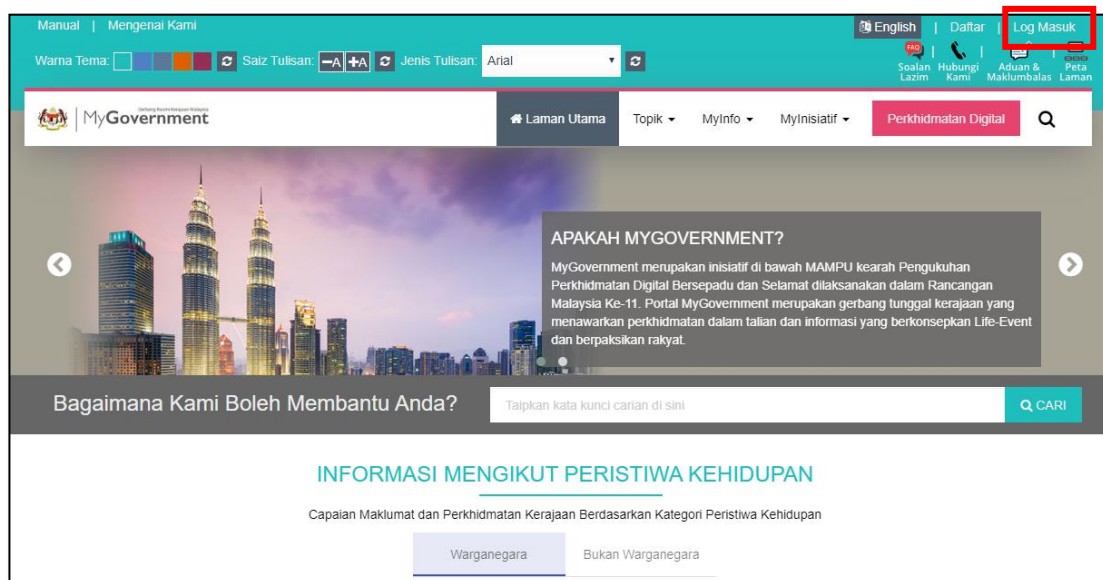 Manual | Mengenai Kami
English | Daftar | Log Masuk
Warna Tema: Saiz Tulisan: -A +A Jenis Tulisan: Arial
FAQ
Soalan Lazim
Hubungi Kami
Aduan & Maklumbalas
Peta Laman
Gerbang Rasmi Kerajaan Malaysia
MyGovernment
Laman Utama Topik MyInfo MyInisiatif Perkhidmatan Digital
APAKAH MYGOVERNMENT?
MyGovernment merupakan inisiatif di bawah MAMPU kearah Pengukuhan
Perkhidmatan Digital Bersepadu dan Selamat dilaksanakan dalam Rancangan
Malaysia Ke-11. Portal MyGovernment merupakan gerbang tunggal kerajaan yang
menawarkan perkhidmatan dalam talian dan informasi yang berkonsepkan Life-Event
dan berpaksikan rakyat.
Bagaimana Kami Boleh Membantu Anda? Taipkan kata kunci carian di sini CARI
INFORMASI MENGIKUT PERISTIWA KEHIDUPAN
Capaian Maklumat dan Perkhidmatan Kerajaan Berdasarkan Kategori Peristiwa Kehidupan
Warganegara Bukan Warganegara